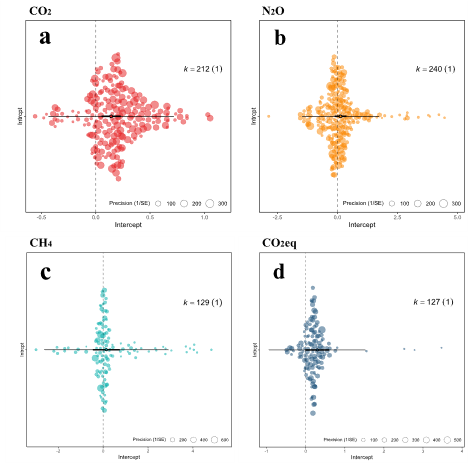 CO₂
a
k = 212 (1)
Intrcpt
Precision (1/SE) 100 200 300
-0.5 0.0 0.5 1.0
Intercept
N₂O
b
k = 240 (1)
Intrcpt
Precision (1/SE) 100 200 300
-2.5 0.0 2.5 5.0
Intercept
CH₄
c
k = 129 (1)
Intrcpt
Precision (1/SE) 200 400 600
-2 0 2 4
Intercept
CO₂eq
d
k = 127 (1)
Intrcpt
Precision (1/SE) 100 200 300 400 500
-1 0 1 2 3 4
Intercept